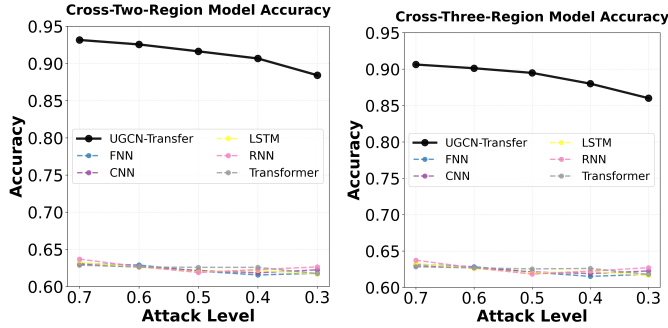 Cross-Two-Region Model Accuracy
0.95
0.90
0.85
0.80
0.75
0.70
0.65
0.60
Accuracy
UGCN-Transfer
FNN
CNN
LSTM
RNN
Transformer
0.7 0.6 0.5 0.4 0.3
Attack Level
Cross-Three-Region Model Accuracy
0.95
0.90
0.85
0.80
0.75
0.70
0.65
0.60
Accuracy
UGCN-Transfer
FNN
CNN
LSTM
RNN
Transformer
0.7 0.6 0.5 0.4 0.3
Attack Level